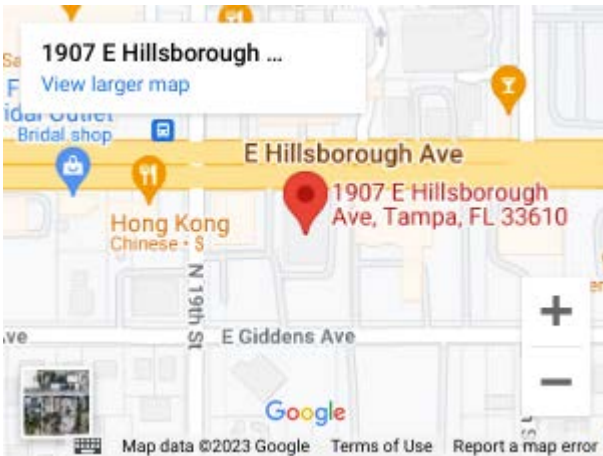 1907 E Hillsborough ...
View larger map
Sa
F
idal Outlet
Bridal shop
E Hillsborough Ave
1907 E Hillsborough
Ave, Tampa, FL 33610
Hong Kong
Chinese • $
N 19th St
E Giddens Ave
ve
Google
Map data ©2023 Google Terms of Use Report a map error